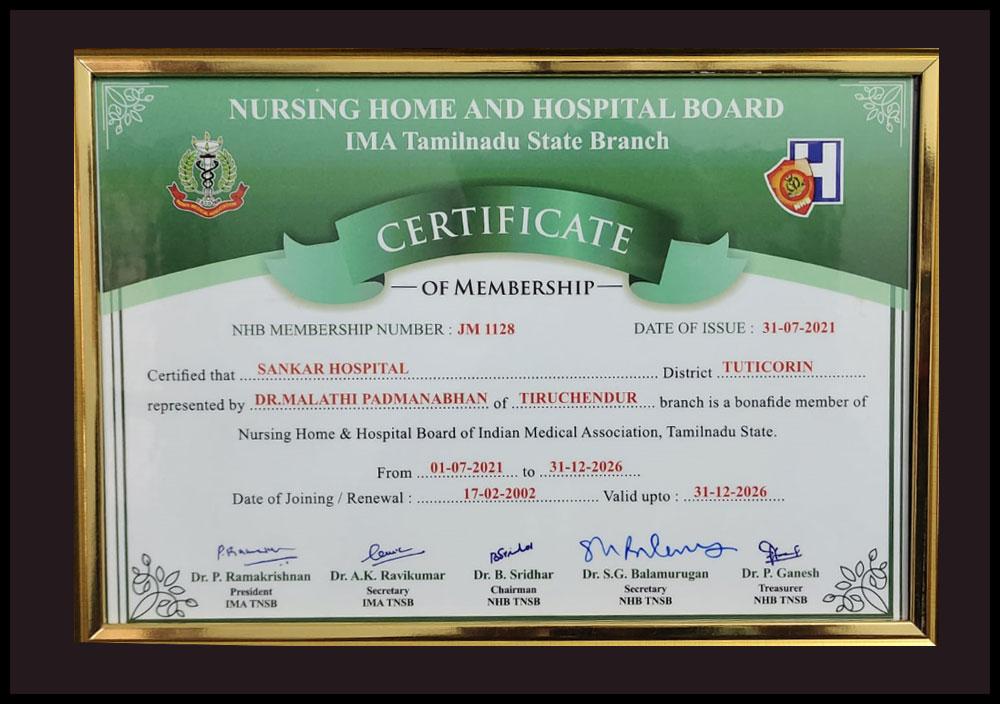 NURSING HOME AND HOSPITAL BOARD
IMA Tamilnadu State Branch
H
NHB
CERTIFICATE
OF MEMBERSHIP
NHB MEMBERSHIP NUMBER : JM 1128 DATE OF ISSUE : 31-07-2021
Certified that SANKAR HOSPITAL District TUTICORIN
represented by DR.MALATHI PADMANABHAN of TIRUCHENDUR branch is a bonafide member of
Nursing Home & Hospital Board of Indian Medical Association, Tamilnadu State.
From 01-07-2021 to 31-12-2026
Date of Joining / Renewal : 17-02-2002 Valid upto : 31-12-2026
Dr. P. Ramakrishnan Dr. A.K. Ravikumar Dr. B. Sridhar Dr. S.G. Balamurugan Dr. P. Ganesh
President Secretary Chairman Secretary Treasurer
IMA TNSB IMA TNSB NHB TNSB NHB TNSB NHB TNSB